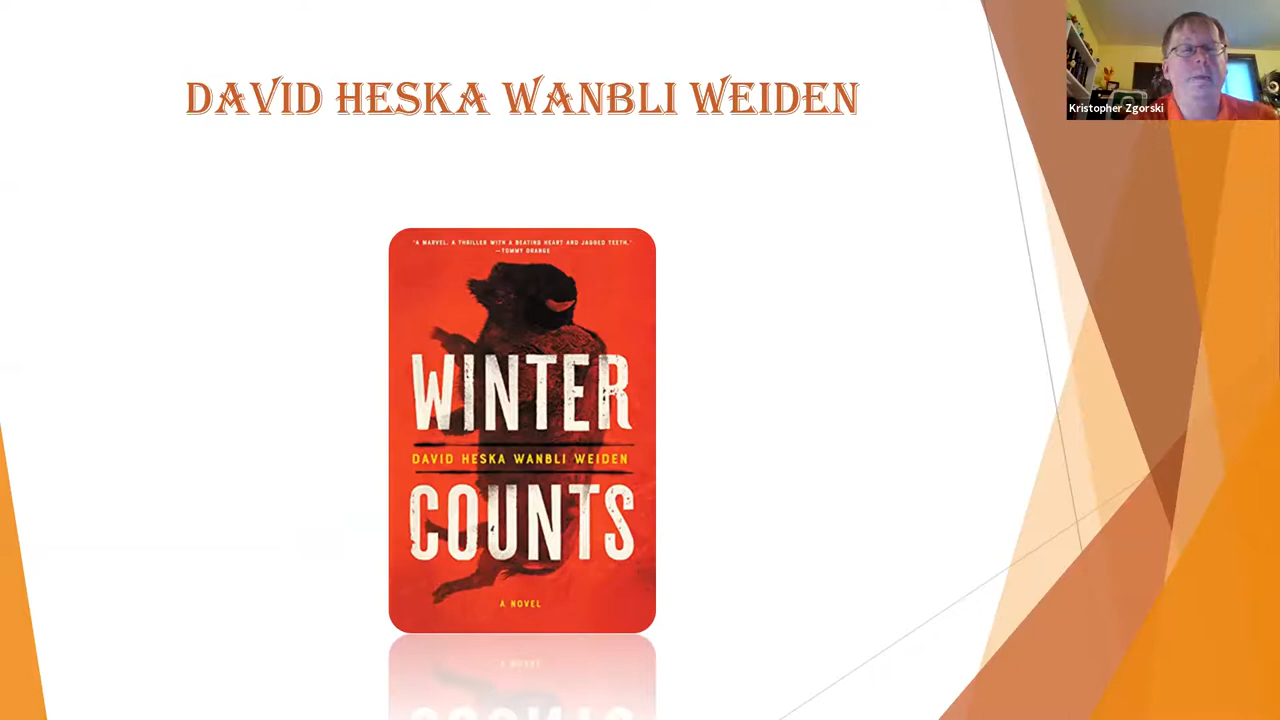 DAVID HESKA WANBLI WEIDEN
Kristopher Zgorski
"A MARVEL. A THRILLER WITH A BEATING HEART AND JAGGED TEETH."
—TOMMY ORANGE
WINTER
DAVID HESKA WANBLI WEIDEN
COUNTS
A NOVEL